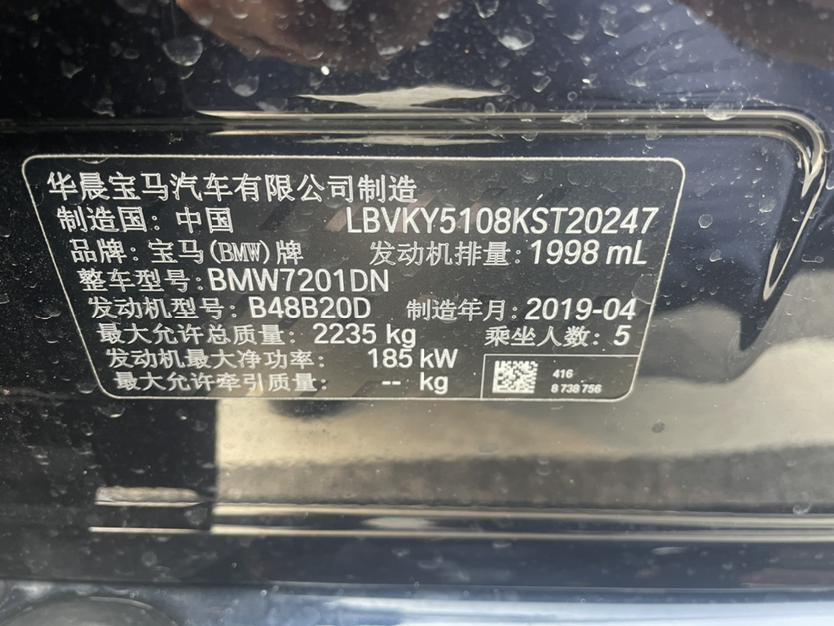 华晨宝马汽车有限公司制造
制造国：中国 LBVKY5108KST20247
品牌：宝马(BMW)牌 发动机排量：1998 mL
整车型号：BMW7201DN
发动机型号：B48B20D 制造年月：2019-04
最大允许总质量：2235 kg 乘坐人数：5
发动机最大净功率：185 kW
最大允许牵引质量：-- kg
416
8 738 756